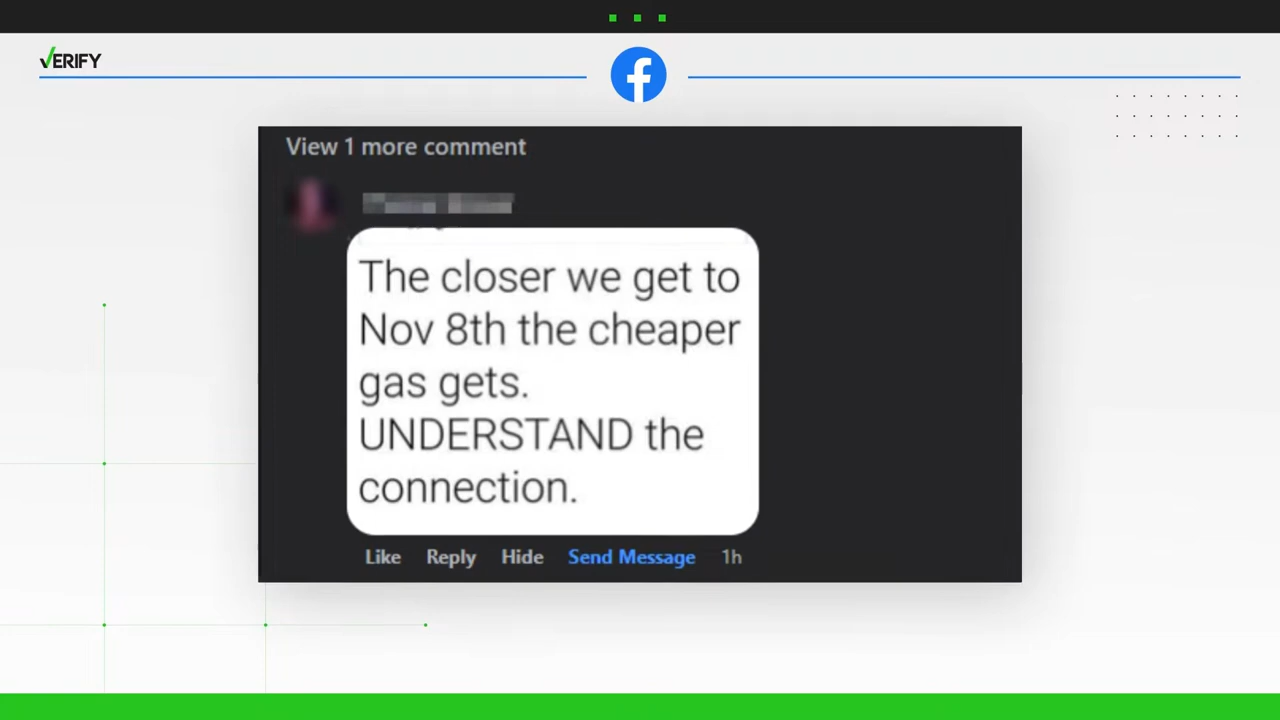 VERIFY
View 1 more comment
The closer we get to
Nov 8th the cheaper
gas gets.
UNDERSTAND the
connection.
Like Reply Hide Send Message 1h